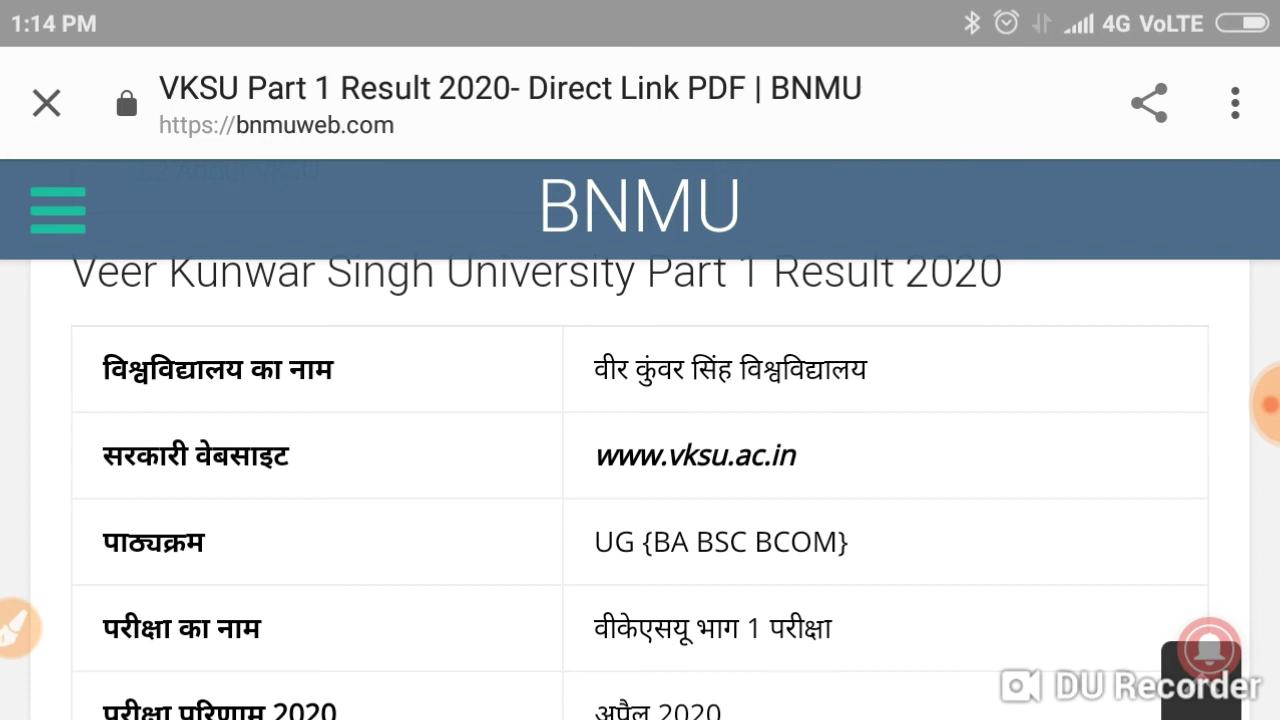 1:14 PM 4G VoLTE
VKSU Part 1 Result 2020- Direct Link PDF | BNMU
https://bnmuweb.com
BNMU
Veer Kunwar Singh University Part 1 Result 2020
विश्वविद्यालय का नाम वीर कुंवर सिंह विश्वविद्यालय
सरकारी वेबसाइट www.vksu.ac.in
पाठ्यक्रम UG {BA BSC BCOM}
परीक्षा का नाम वीकेएसयू भाग 1 परीक्षा
परीक्षा परिणाम 2020 अप्रैल 2020
DU Recorder